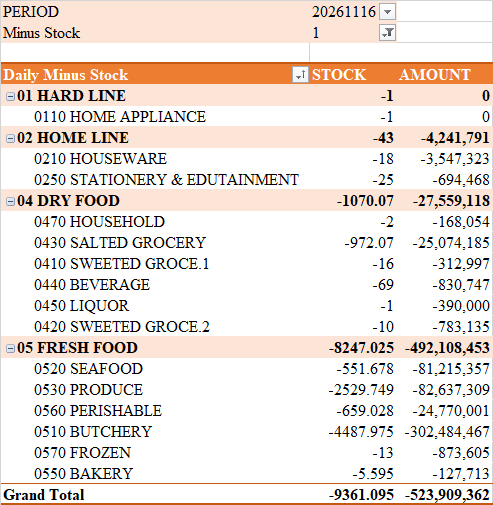 PERIOD 20261116
Minus Stock 1
Daily Minus Stock STOCK AMOUNT
01 HARD LINE -1 0
0110 HOME APPLIANCE -1 0
02 HOME LINE -43 -4,241,791
0210 HOUSEWARE -18 -3,547,323
0250 STATIONERY & EDUTAINMENT -25 -694,468
04 DRY FOOD -1070.07 -27,559,118
0470 HOUSEHOLD -2 -168,054
0430 SALTED GROCERY -972.07 -25,074,185
0410 SWEETED GROCE.1 -16 -312,997
0440 BEVERAGE -69 -830,747
0450 LIQUOR -1 -390,000
0420 SWEETED GROCE.2 -10 -783,135
05 FRESH FOOD -8247.025 -492,108,453
0520 SEAFOOD -551.678 -81,215,357
0530 PRODUCE -2529.749 -82,637,309
0560 PERISHABLE -659.028 -24,770,001
0510 BUTCHERY -4487.975 -302,484,467
0570 FROZEN -13 -873,605
0550 BAKERY -5.595 -127,713
Grand Total -9361.095 -523,909,362